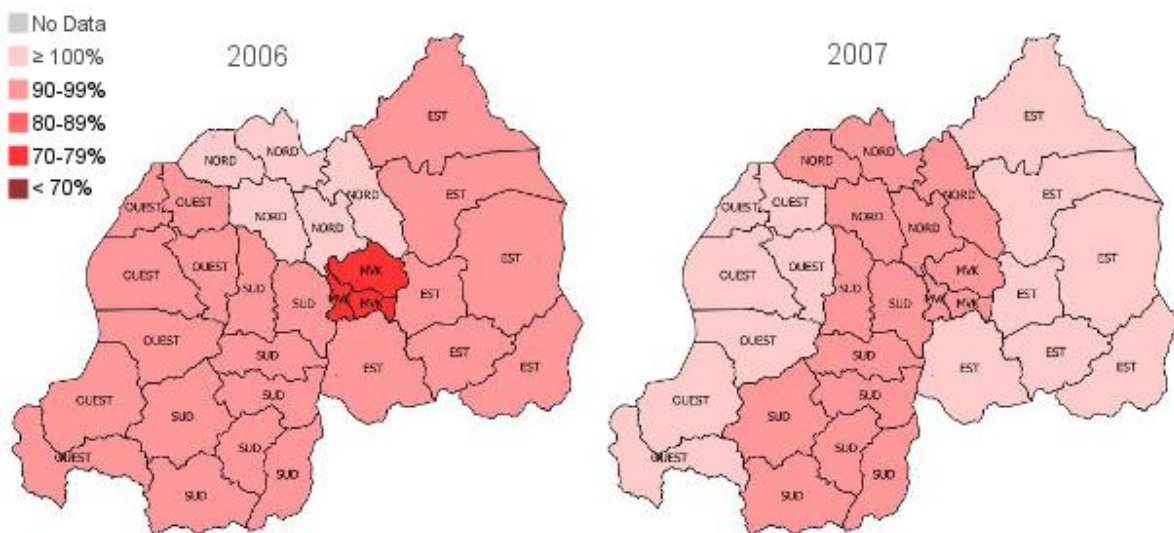 No Data
≥ 100%
90-99%
80-89%
70-79%
< 70%
2006
EST
NORD
NORD
NORD
EST
OUEST
OUEST
NORD
NORD
EST
OUEST
OUEST
SUD
SUD
MVK
MVK
MVK
EST
OUEST
SUD
EST
EST
EST
OUEST
SUD
SUD
SUD
OUEST
SUD
SUD
2007
EST
NORD
NORD
NORD
EST
OUEST
OUEST
NORD
NORD
EST
OUEST
OUEST
SUD
SUD
MVK
MVK
MVK
EST
OUEST
SUD
EST
EST
EST
OUEST
SUD
SUD
SUD
OUEST
SUD
SUD